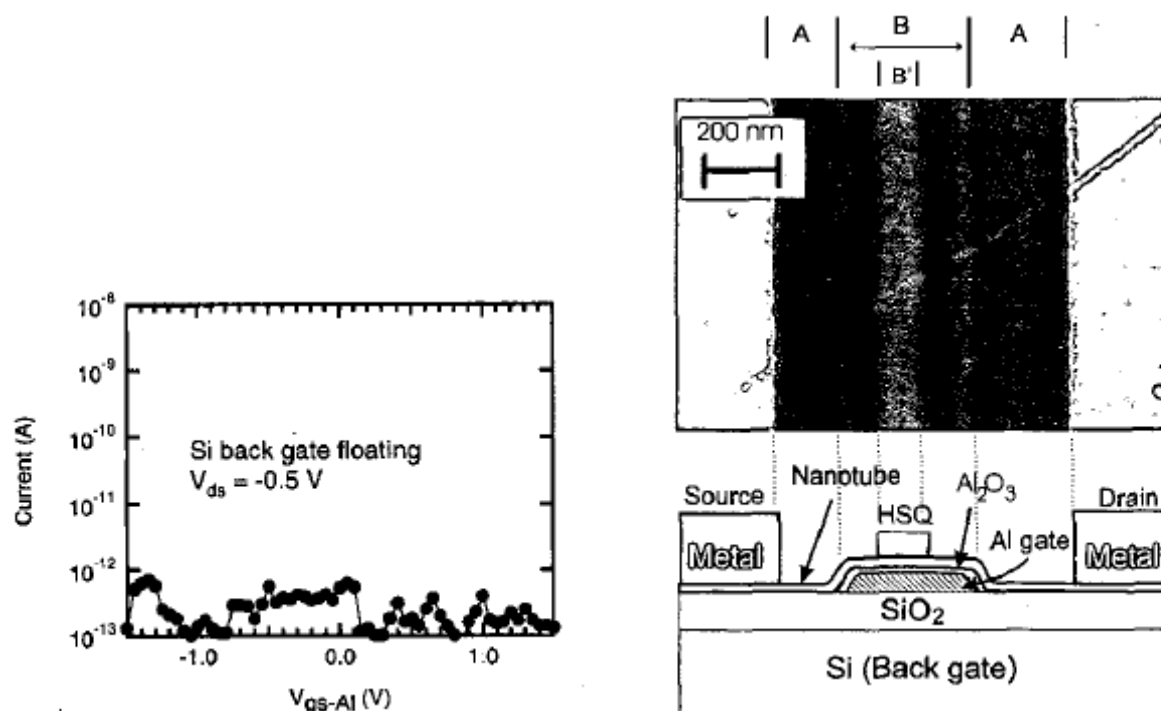 10⁻⁸
10⁻⁹
10⁻¹⁰
10⁻¹¹
10⁻¹²
10⁻¹³
Current (A)
Si back gate floating
V_ds = -0.5 V
-1.0 0.0 1.0
V_gs-Al (V)
A B A
B'
200 nm
Source Nanotube Al₂O₃ Drain
HSQ
Metal Al gate Metal
SiO₂
Si (Back gate)